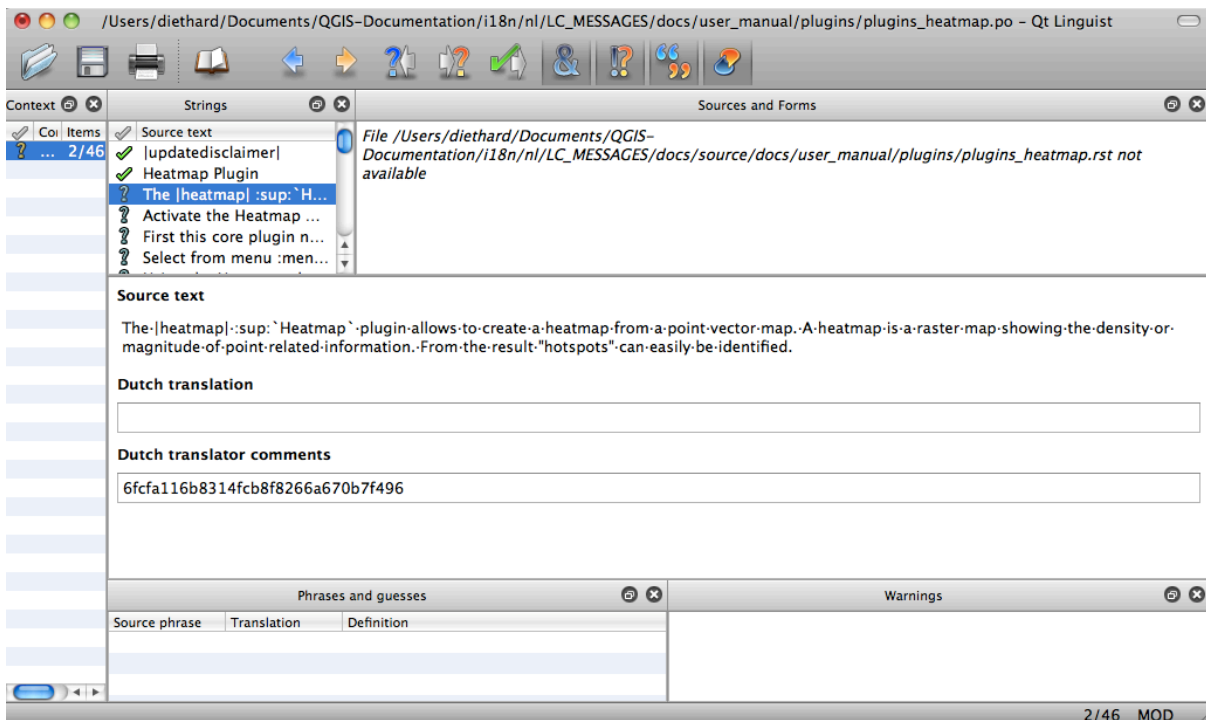 /Users/diethard/Documents/QGIS-Documentation/i18n/nl/LC_MESSAGES/docs/user_manual/plugins/plugins_heatmap.po – Qt Linguist
Context
Strings
Sources and Forms
Coı Items
... 2/46
Source text
|updatedisclaimer|
Heatmap Plugin
The |heatmap| :sup:`H...
Activate the Heatmap ...
First this core plugin n...
Select from menu :men...
File /Users/diethard/Documents/QGIS-
Documentation/i18n/nl/LC_MESSAGES/docs/source/docs/user_manual/plugins/plugins_heatmap.rst not
available
Source text
The·|heatmap|·:sup:`Heatmap`·plugin·allows·to·create·a·heatmap·from·a·point·vector·map.·A·heatmap·is·a·raster·map·showing·the·density·or·
magnitude·of·point·related·information.·From·the·result·"hotspots"·can·easily·be·identified.
Dutch translation
Dutch translator comments
6fcfa116b8314fcb8f8266a670b7f496
Phrases and guesses
Warnings
Source phrase Translation Definition
2/46 MOD